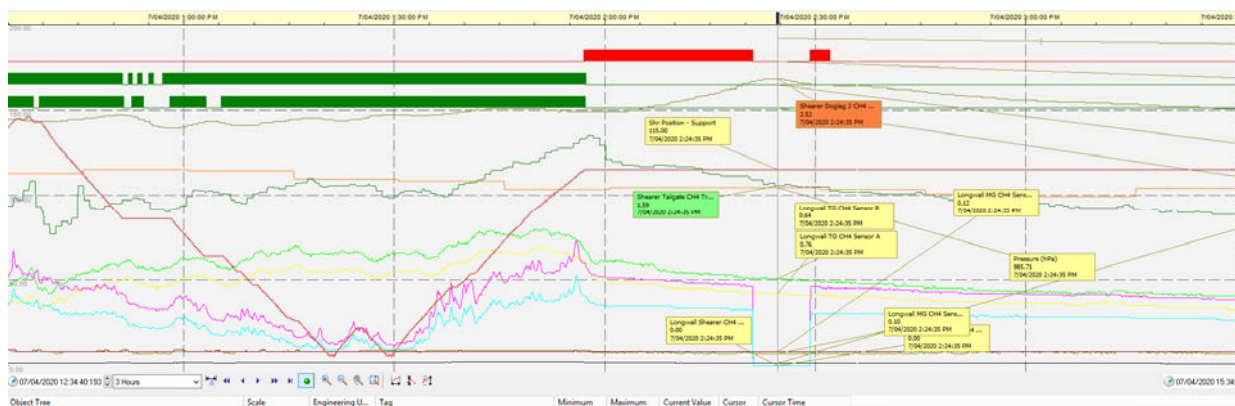 7/04/2020 1:00:00 PM
7/04/2020 1:30:00 PM
7/04/2020 2:00:00 PM
7/04/2020 2:30:00 PM
7/04/2020 3:00:00 PM
200.00
Shearer Dogleg 2 CH4 ...
2.52
7/04/2020 2:24:35 PM
Shr Position - Support
115.00
7/04/2020 2:24:35 PM
Shearer Tailgate CH4 Tr...
1.59
7/04/2020 2:24:35 PM
Longwall MG CH4 Sens...
0.12
7/04/2020 2:24:35 PM
Longwall TG CH4 Sensor B
0.64
7/04/2020 2:24:35 PM
Longwall TG CH4 Sensor A
0.76
7/04/2020 2:24:35 PM
Pressure (hPa)
985.71
7/04/2020 2:24:35 PM
Longwall MG CH4 Sens...
0.10
7/04/2020 2:24:35 PM
Longwall Shearer CH4 ...
0.00
7/04/2020 2:24:35 PM
0.00
7/04/2020 2:24:35 PM
0.00
07/04/2020 12:34:40.193
3 Hours
07/04/2020 15:34
Object Tree
Scale
Engineering U...
Tag
Minimum
Maximum
Current Value
Cursor
Cursor Time